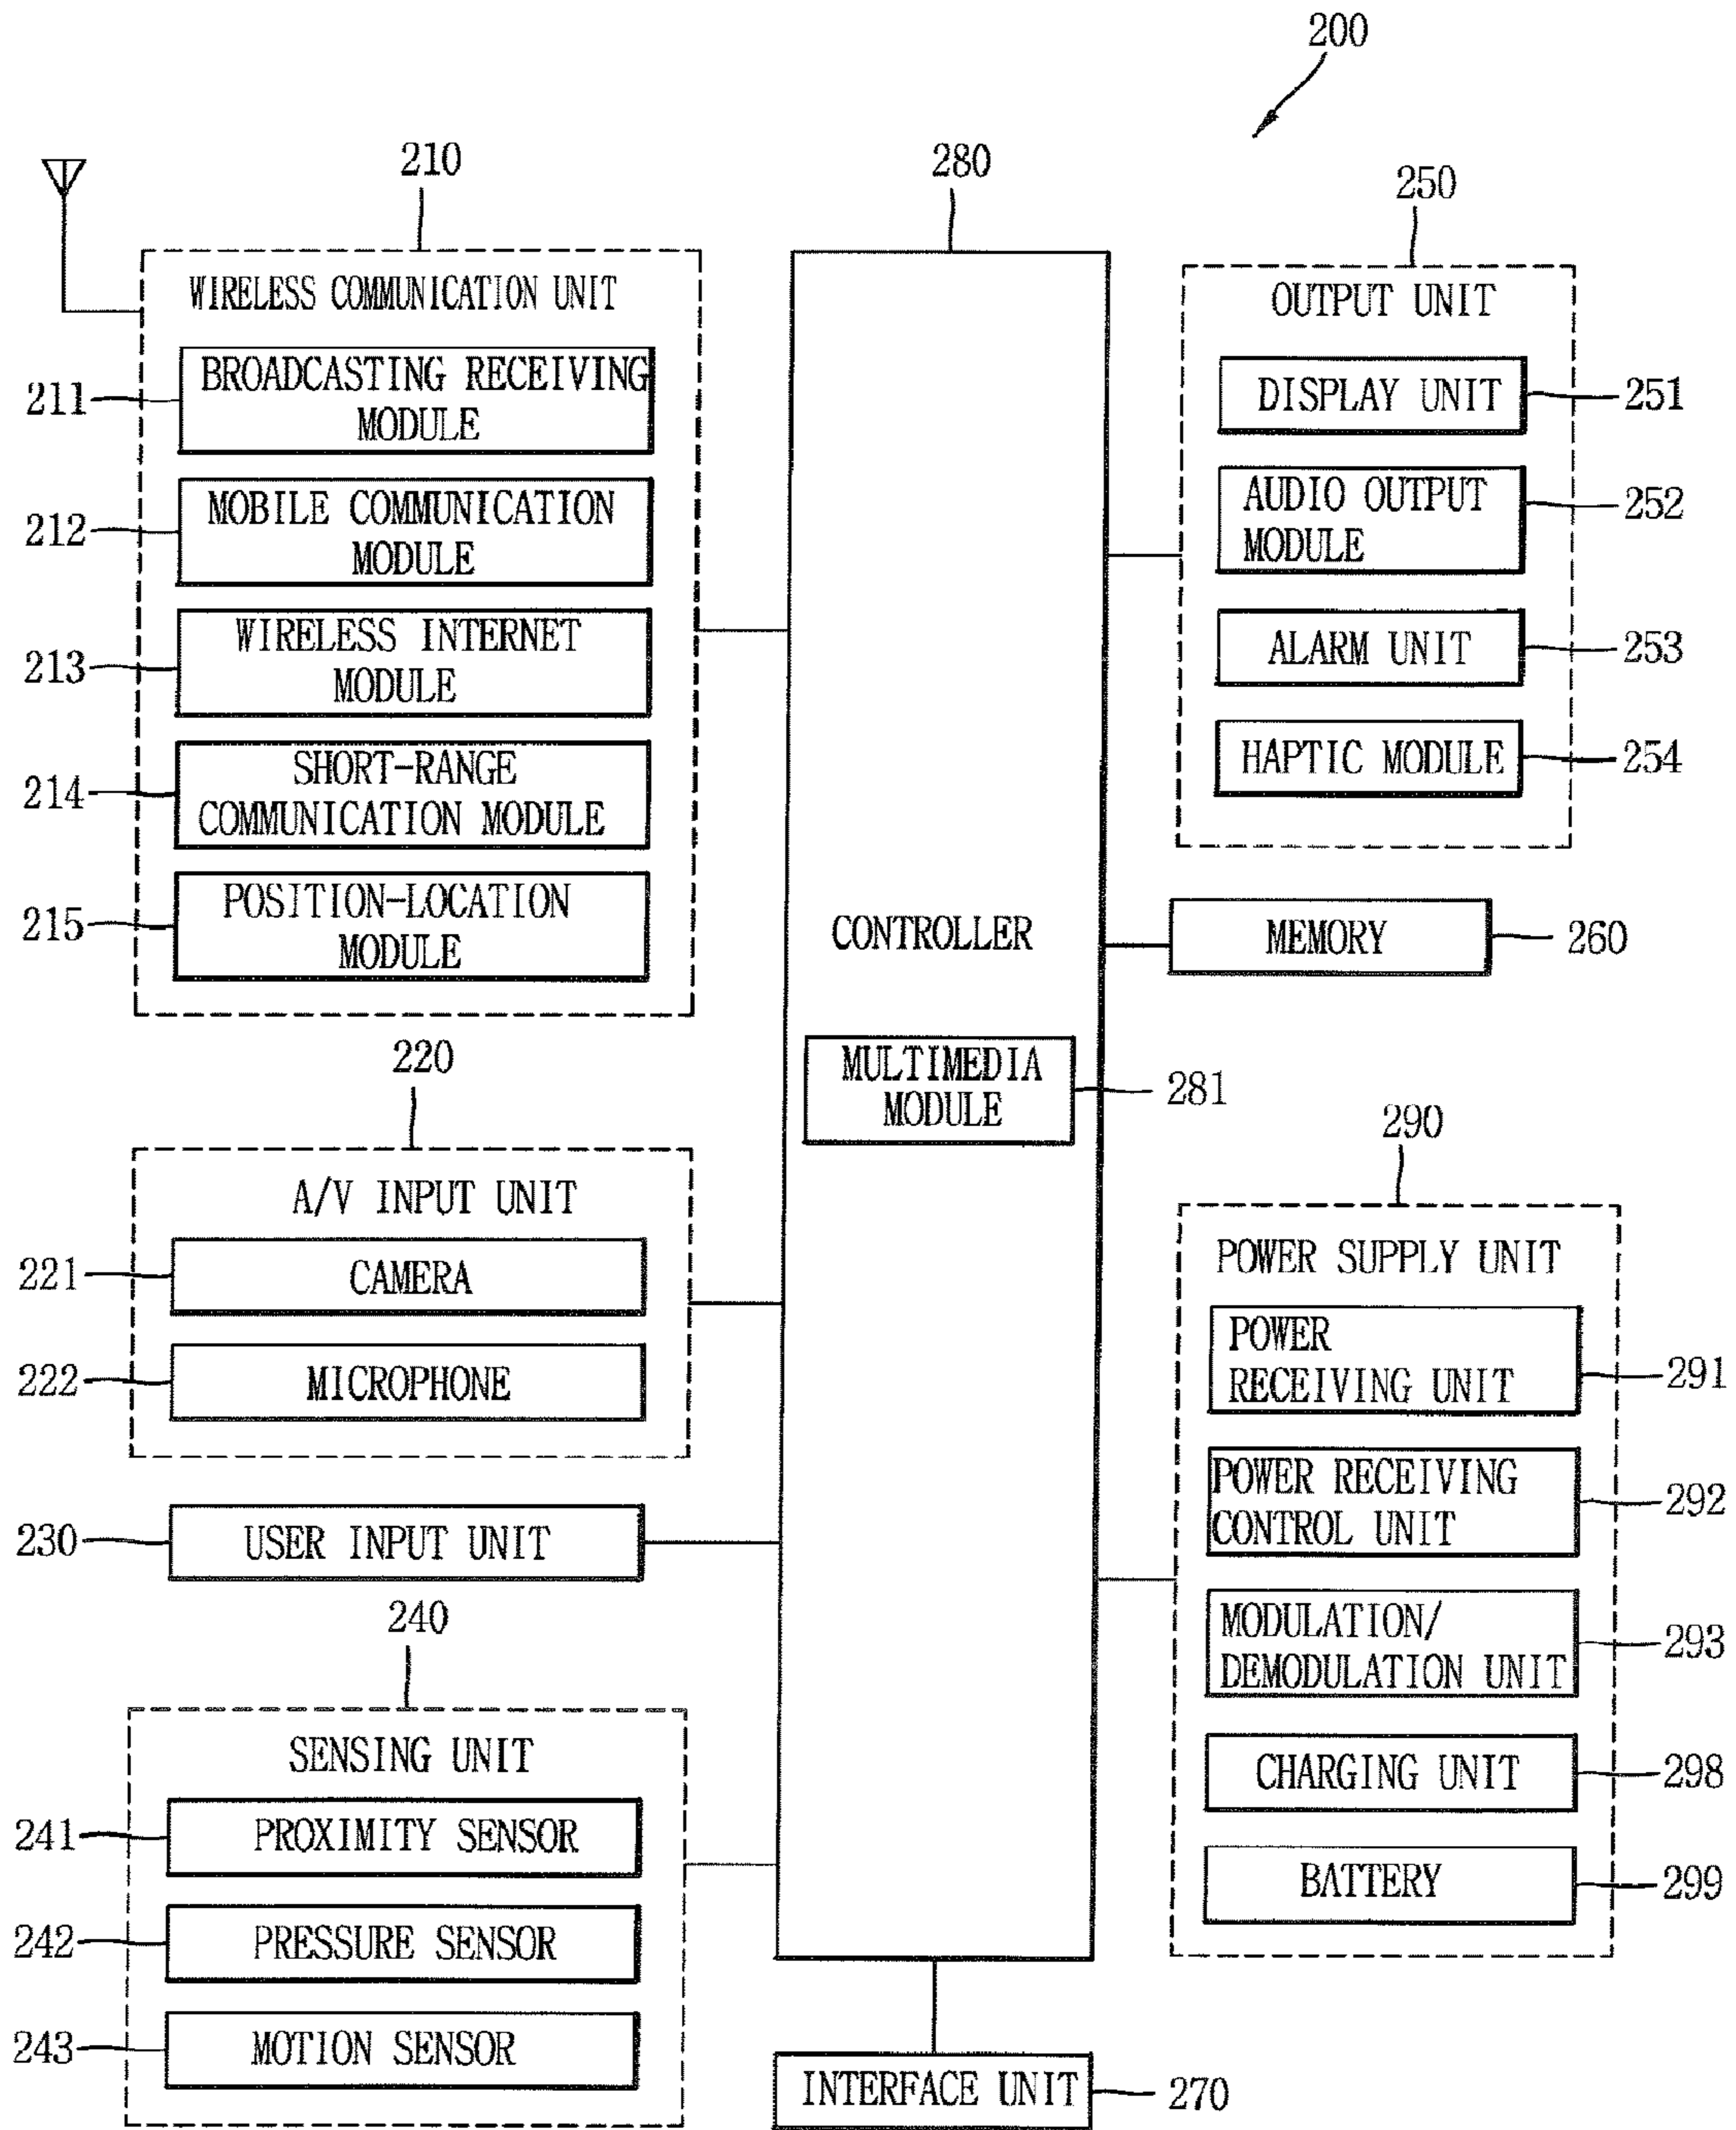 200
210
WIRELESS COMMUNICATION UNIT
211
BROADCASTING RECEIVING
MODULE
212
MOBILE COMMUNICATION
MODULE
213
WIRELESS INTERNET
MODULE
214
SHORT-RANGE
COMMUNICATION MODULE
215
POSITION-LOCATION
MODULE
220
A/V INPUT UNIT
221
CAMERA
222
MICROPHONE
230
USER INPUT UNIT
240
SENSING UNIT
241
PROXIMITY SENSOR
242
PRESSURE SENSOR
243
MOTION SENSOR
280
CONTROLLER
MULTIMEDIA
MODULE
281
INTERFACE UNIT
270
250
OUTPUT UNIT
DISPLAY UNIT
251
AUDIO OUTPUT
MODULE
252
ALARM UNIT
253
HAPTIC MODULE
254
MEMORY
260
290
POWER SUPPLY UNIT
POWER
RECEIVING UNIT
291
POWER RECEIVING
CONTROL UNIT
292
MODULATION/
DEMODULATION UNIT
293
CHARGING UNIT
298
BATTERY
299